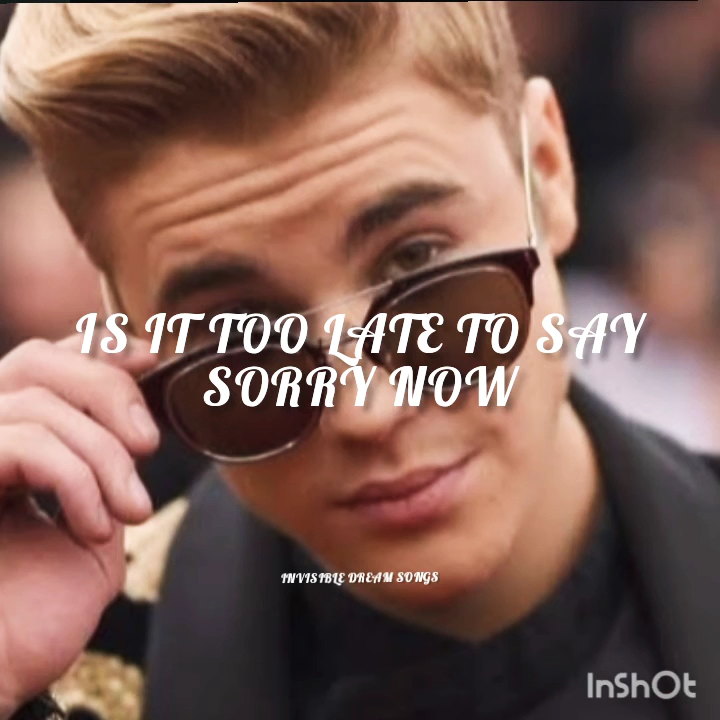 IS IT TOO LATE TO SAY
SORRY NOW
INVISIBLE DREAM SONGS
InShOt